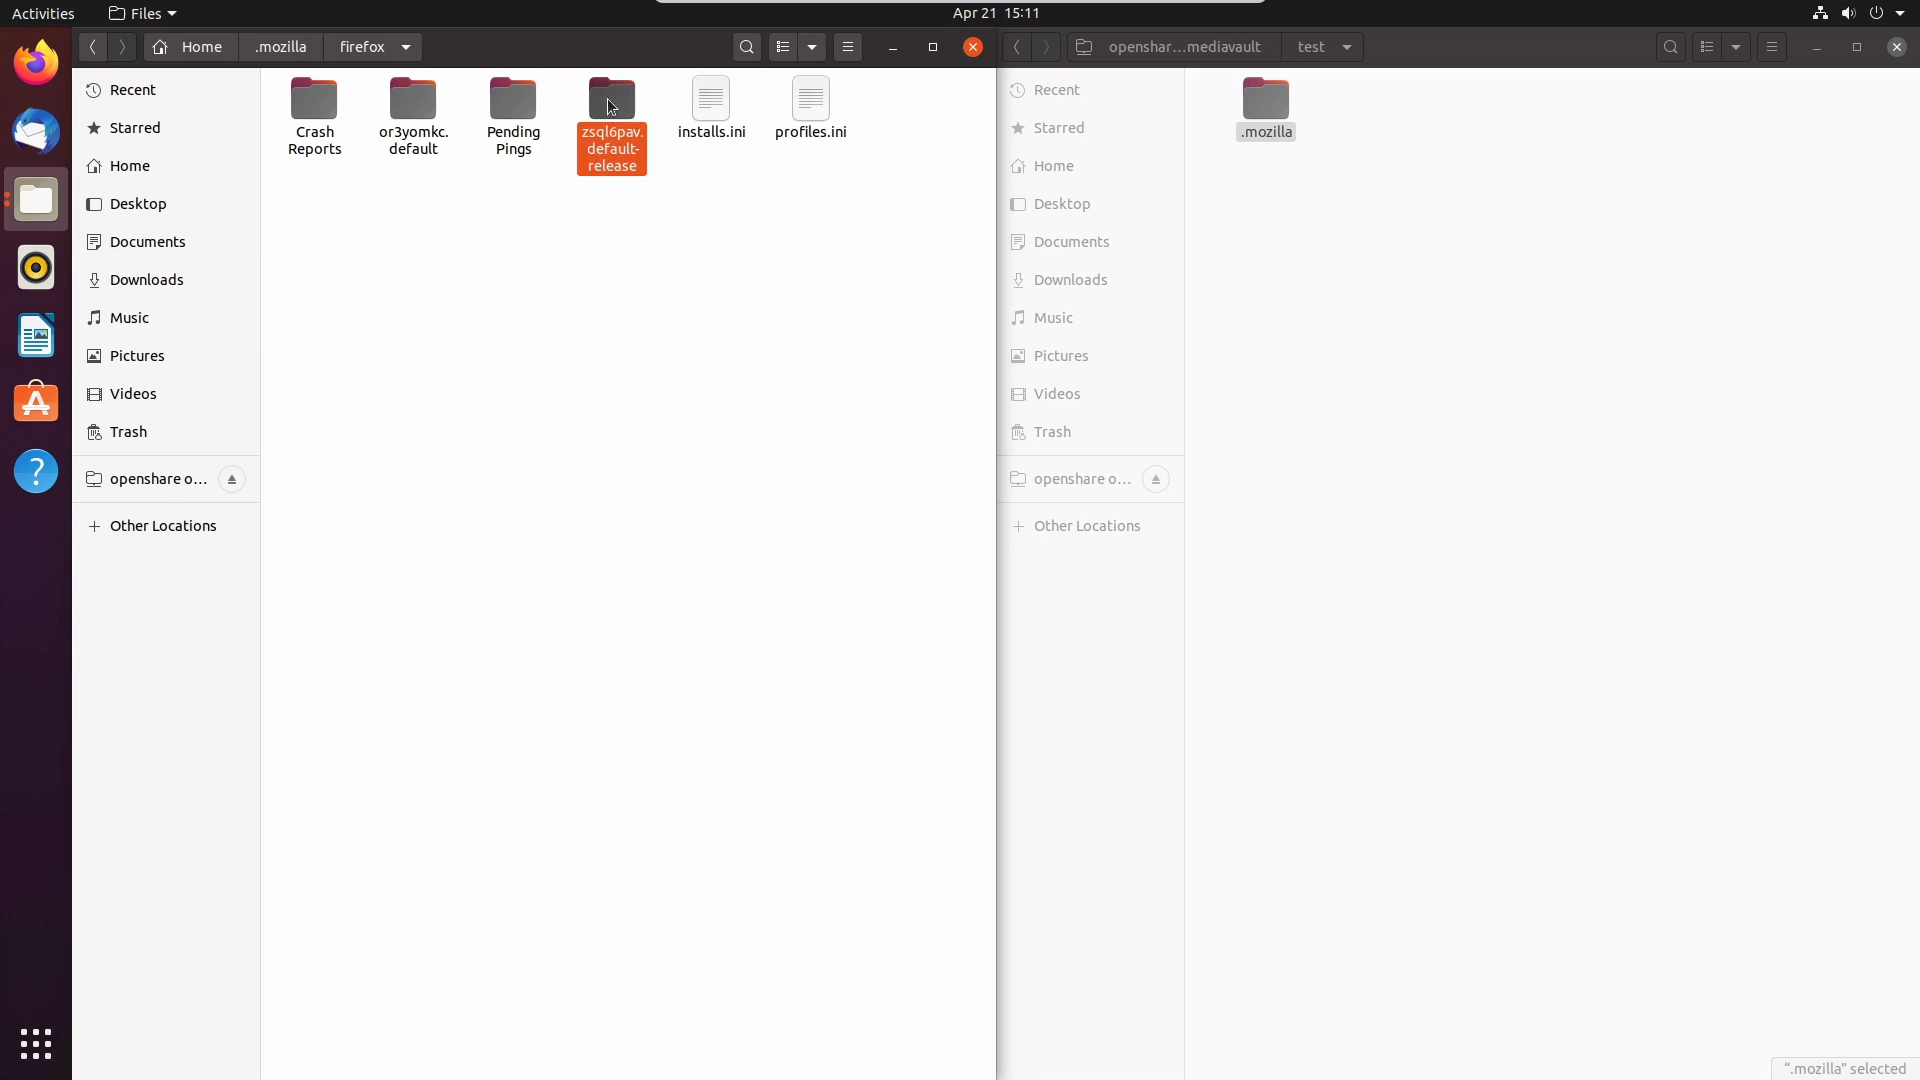 Activities
Files
Apr 21 15:11
Home
.mozilla
firefox
openshar...mediavault
test
Recent
Starred
Home
Desktop
Documents
Downloads
Music
Pictures
Videos
Trash
openshare o...
Other Locations
Crash
Reports
or3yomkc.
default
Pending
Pings
zsql6pav.
default-
release
installs.ini
profiles.ini
Recent
Starred
Home
Desktop
Documents
Downloads
Music
Pictures
Videos
Trash
openshare o...
Other Locations
.mozilla
“.mozilla” selected